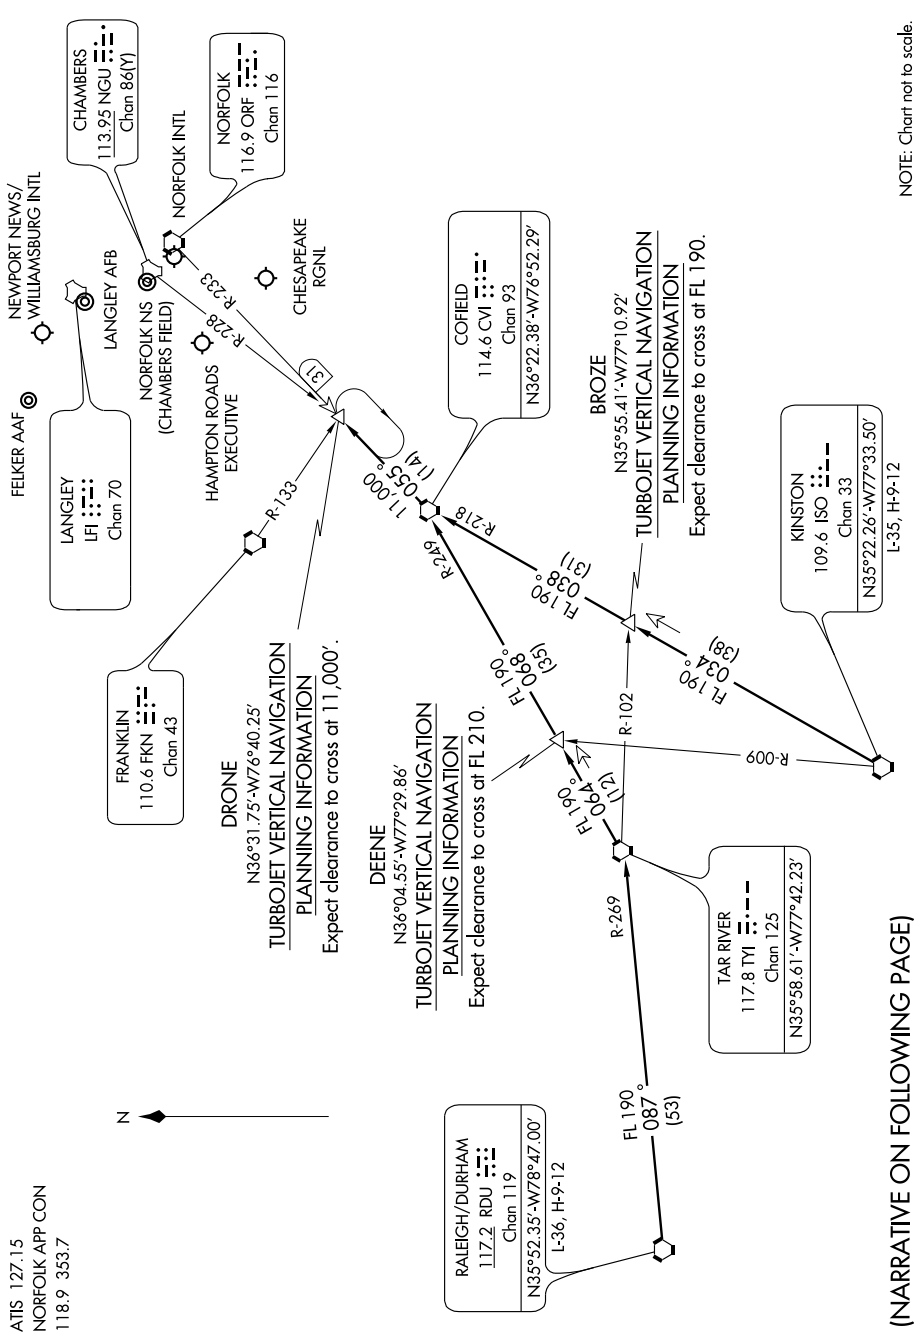 ATIS 127.15
NORFOLK APP CON
118.9 353.7
N
FELKER AAF
NEWPORT NEWS/
WILLIAMSBURG INTL
LANGLEY AFB
LANGLEY
LFI
Chan 70
CHAMBERS
113.95 NGU
Chan 86(Y)
NORFOLK NS
(CHAMBERS FIELD)
NORFOLK INTL
NORFOLK
116.9 ORF
Chan 116
HAMPTON ROADS
EXECUTIVE
CHESAPEAKE
RGNL
R-233
R-228
31
R-133
FRANKLIN
110.6 FKN
Chan 43
DRONE
N36°31.75′-W76°40.25′
TURBOJET VERTICAL NAVIGATION
PLANNING INFORMATION
Expect clearance to cross at 11,000′.
11,000
055°
(14)
COFIELD
114.6 CVI
Chan 93
N36°22.38′-W76°52.29′
R-249
R-218
DEENE
N36°04.55′-W77°29.86′
TURBOJET VERTICAL NAVIGATION
PLANNING INFORMATION
Expect clearance to cross at FL 210.
FL 190
068°
(35)
FL 190
038°
(31)
BROZE
N35°55.41′-W77°10.92′
TURBOJET VERTICAL NAVIGATION
PLANNING INFORMATION
Expect clearance to cross at FL 190.
FL 190
064°
(12)
R-102
R-009
FL 190
034°
(38)
KINSTON
109.6 ISO
Chan 33
N35°22.26′-W77°33.50′
L-35, H-9-12
R-269
TAR RIVER
117.8 TYI
Chan 125
N35°58.61′-W77°42.23′
FL 190
087°
(53)
RALEIGH/DURHAM
117.2 RDU
Chan 119
N35°52.35′-W78°47.00′
L-36, H-9-12
(NARRATIVE ON FOLLOWING PAGE)
NOTE: Chart not to scale.